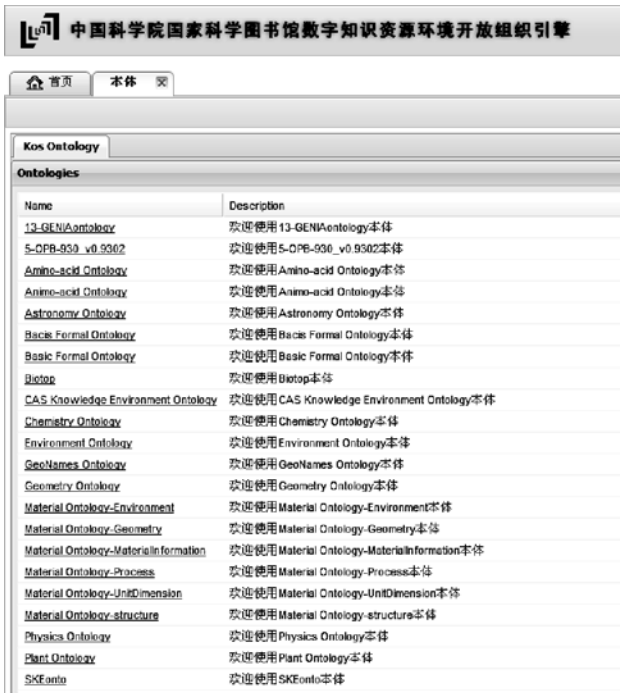 中国科学院国家科学图书馆数字知识资源环境开放组织引擎
首页 本体
Kos Ontology
Ontologies
Name Description
13-GENIAontology 欢迎使用13-GENIAontology本体
5-OPB-930_v0.9302 欢迎使用5-OPB-930_v0.9302本体
Amino-acid Ontology 欢迎使用Amino-acid Ontology本体
Animo-acid Ontology 欢迎使用Animo-acid Ontology本体
Astronomy Ontology 欢迎使用Astronomy Ontology本体
Bacis Formal Ontology 欢迎使用Bacis Formal Ontology本体
Basic Formal Ontology 欢迎使用Basic Formal Ontology本体
Biotop 欢迎使用Biotop本体
CAS Knowledge Environment Ontology 欢迎使用CAS Knowledge Environment Ontology本体
Chemistry Ontology 欢迎使用Chemistry Ontology本体
Environment Ontology 欢迎使用Environment Ontology本体
GeoNames Ontology 欢迎使用GeoNames Ontology本体
Geometry Ontology 欢迎使用Geometry Ontology本体
Material Ontology-Environment 欢迎使用Material Ontology-Environment本体
Material Ontology-Geometry 欢迎使用Material Ontology-Geometry本体
Material Ontology-MaterialInformation 欢迎使用Material Ontology-MaterialInformation本体
Material Ontology-Process 欢迎使用Material Ontology-Process本体
Material Ontology-UnitDimension 欢迎使用Material Ontology-UnitDimension本体
Material Ontology-structure 欢迎使用Material Ontology-structure本体
Physics Ontology 欢迎使用Physics Ontology本体
Plant Ontology 欢迎使用Plant Ontology本体
SKEonto 欢迎使用SKEonto本体